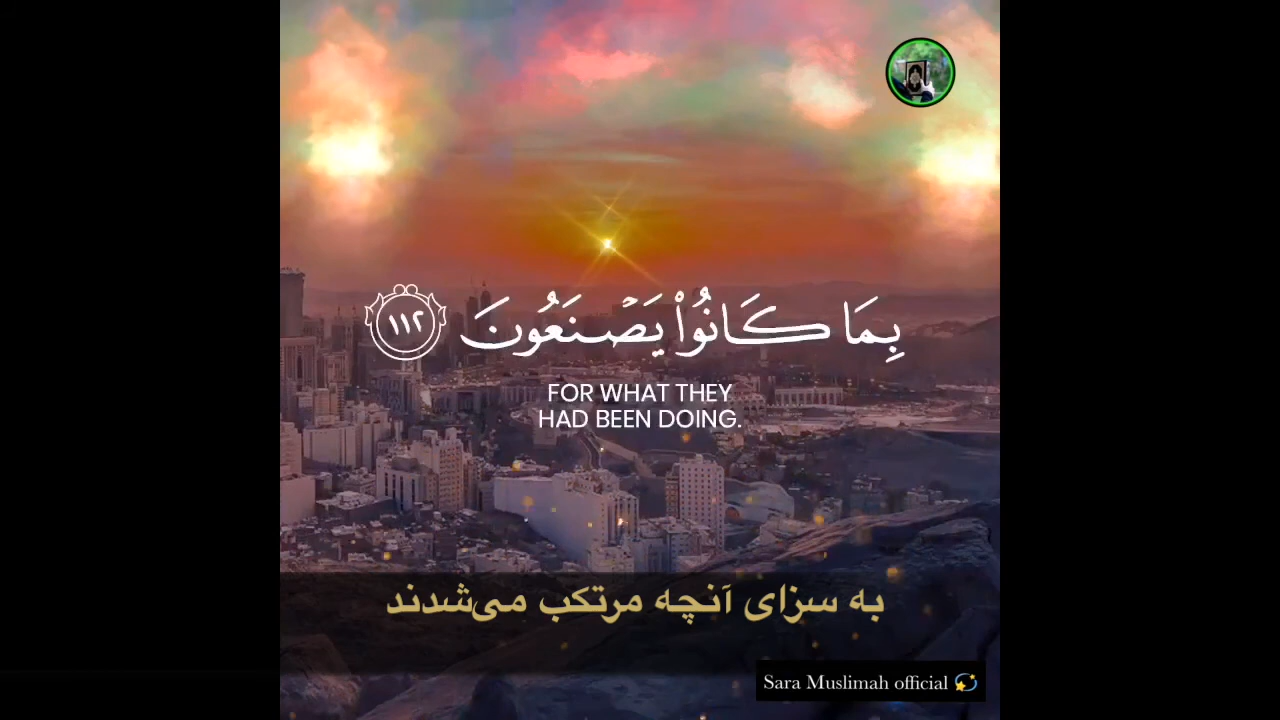 بِمَا كَانُوا۟ يَصْنَعُونَ ١١٢
FOR WHAT THEY
HAD BEEN DOING.
به سزای آنچه مرتکب می‌شدند
Sara Muslimah official 💫